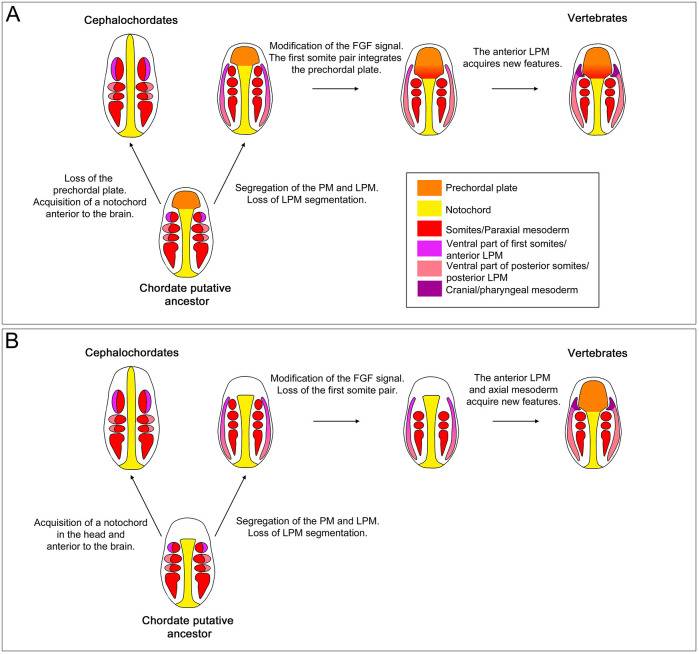 A
Cephalochordates
Vertebrates
Modification of the FGF signal.
The first somite pair integrates
the prechordal plate.
The anterior LPM
acquires new features.
Loss of the
prechordal plate.
Acquisition of a notochord
anterior to the brain.
Segregation of the PM and LPM.
Loss of LPM segmentation.
Chordate putative
ancestor
Prechordal plate
Notochord
Somites/Paraxial mesoderm
Ventral part of first somites/
anterior LPM
Ventral part of posterior somites/
posterior LPM
Cranial/pharyngeal mesoderm
B
Cephalochordates
Vertebrates
Modification of the FGF signal.
Loss of the first somite pair.
The anterior LPM
and axial mesoderm
acquire new features.
Acquisition of a notochord
in the head and
anterior to the brain.
Segregation of the PM and LPM.
Loss of LPM segmentation.
Chordate putative
ancestor